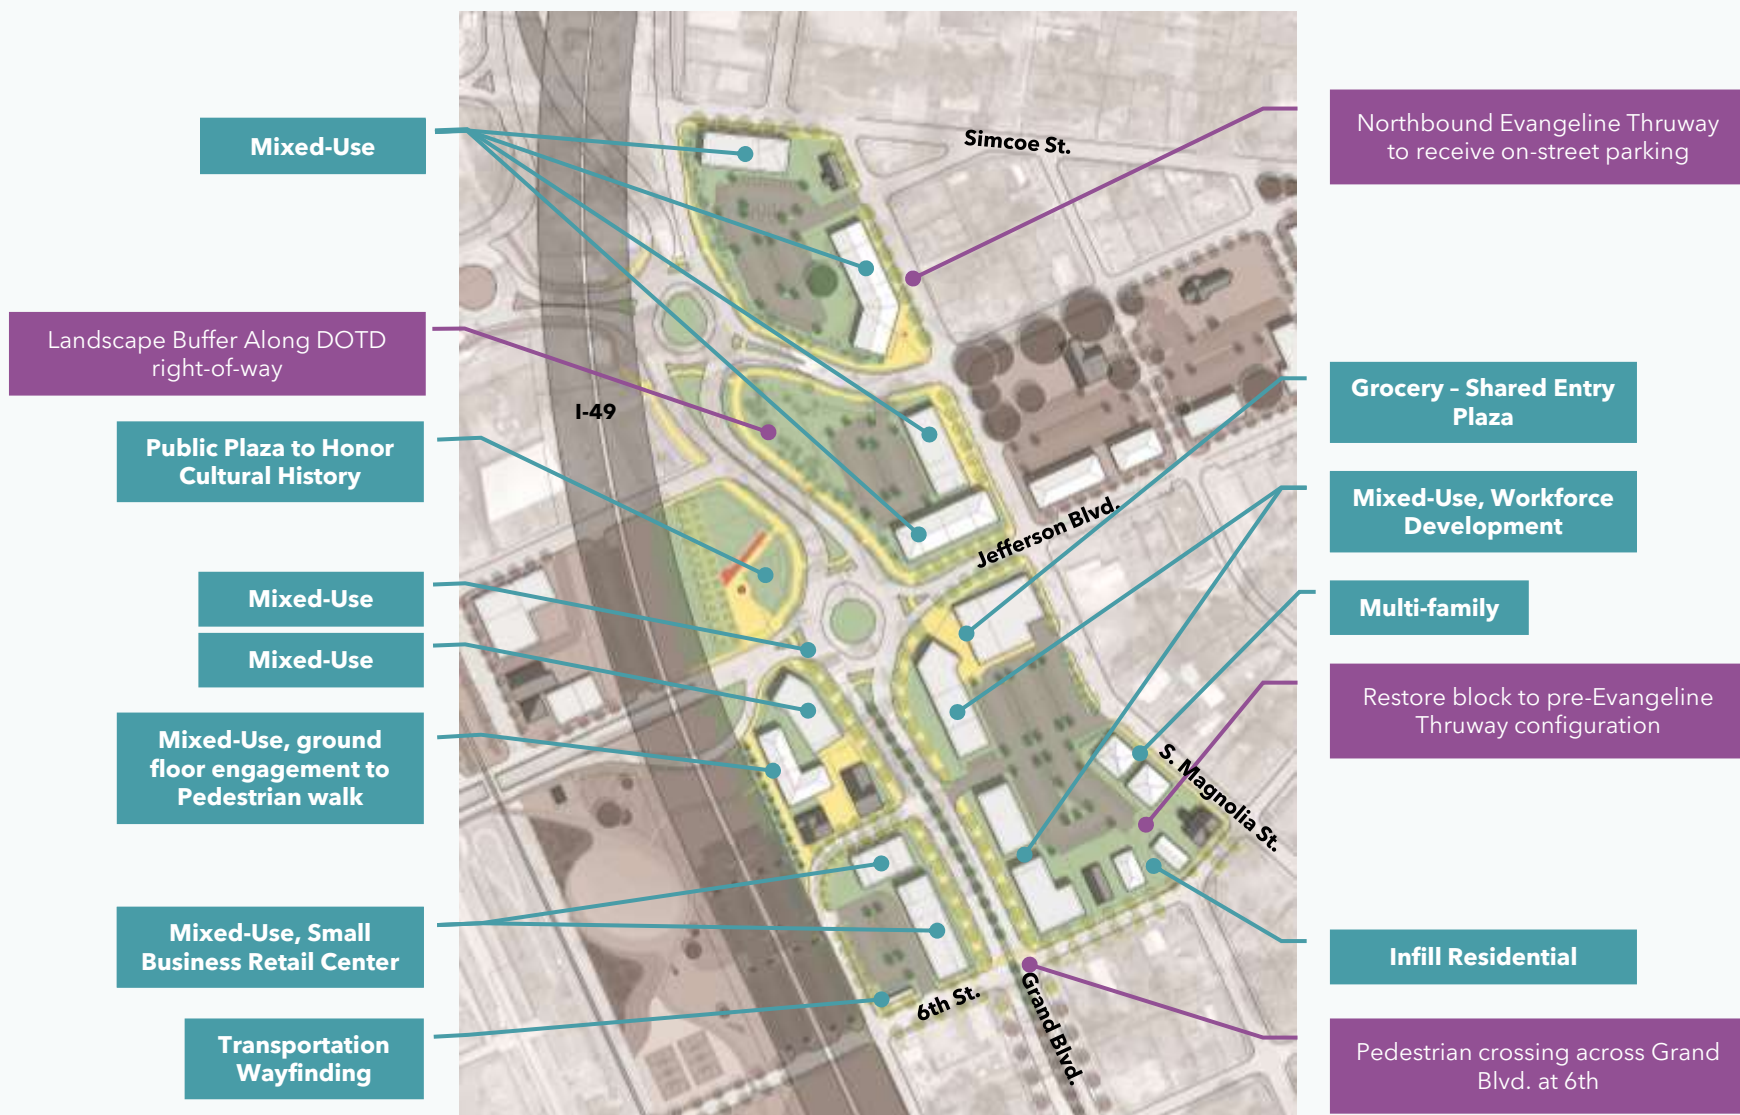 Mixed-Use
Landscape Buffer Along DOTD
right-of-way
Public Plaza to Honor
Cultural History
Mixed-Use
Mixed-Use
Mixed-Use, ground
floor engagement to
Pedestrian walk
Mixed-Use, Small
Business Retail Center
Transportation
Wayfinding
Simcoe St.
I-49
Jefferson Blvd.
S. Magnolia St.
6th St.
Grand Blvd.
Northbound Evangeline Thruway
to receive on-street parking
Grocery – Shared Entry
Plaza
Mixed-Use, Workforce
Development
Multi-family
Restore block to pre-Evangeline
Thruway configuration
Infill Residential
Pedestrian crossing across Grand
Blvd. at 6th